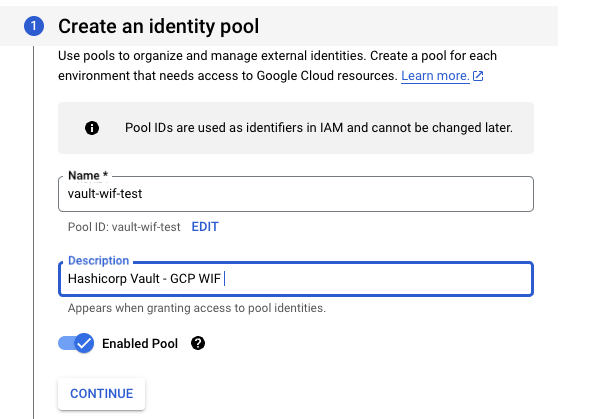 1 Create an identity pool
Use pools to organize and manage external identities. Create a pool for each
environment that needs access to Google Cloud resources. Learn more.
Pool IDs are used as identifiers in IAM and cannot be changed later.
Name *
vault-wif-test
Pool ID: vault-wif-test EDIT
Description
Hashicorp Vault - GCP WIF
Appears when granting access to pool identities.
Enabled Pool
CONTINUE